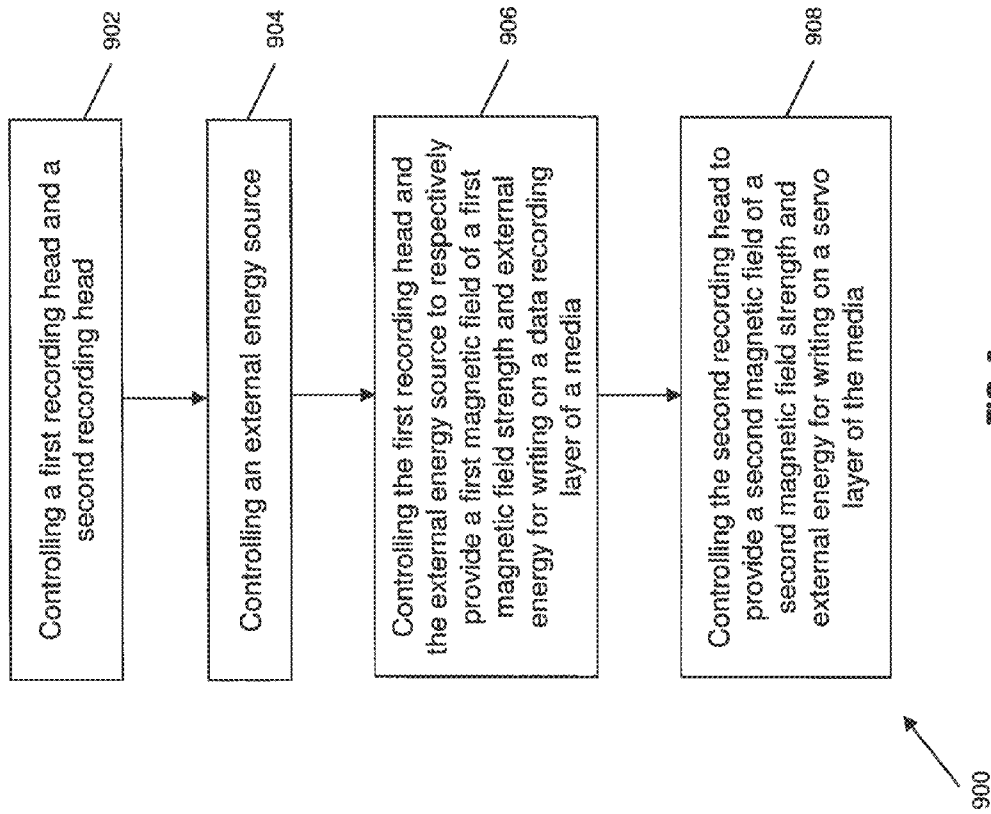 Controlling a first recording head and a
second recording head
902
Controlling an external energy source
904
Controlling the first recording head and
the external energy source to respectively
provide a first magnetic field of a first
magnetic field strength and external
energy for writing on a data recording
layer of a media
906
Controlling the second recording head to
provide a second magnetic field of a
second magnetic field strength and
external energy for writing on a servo
layer of the media
908
900